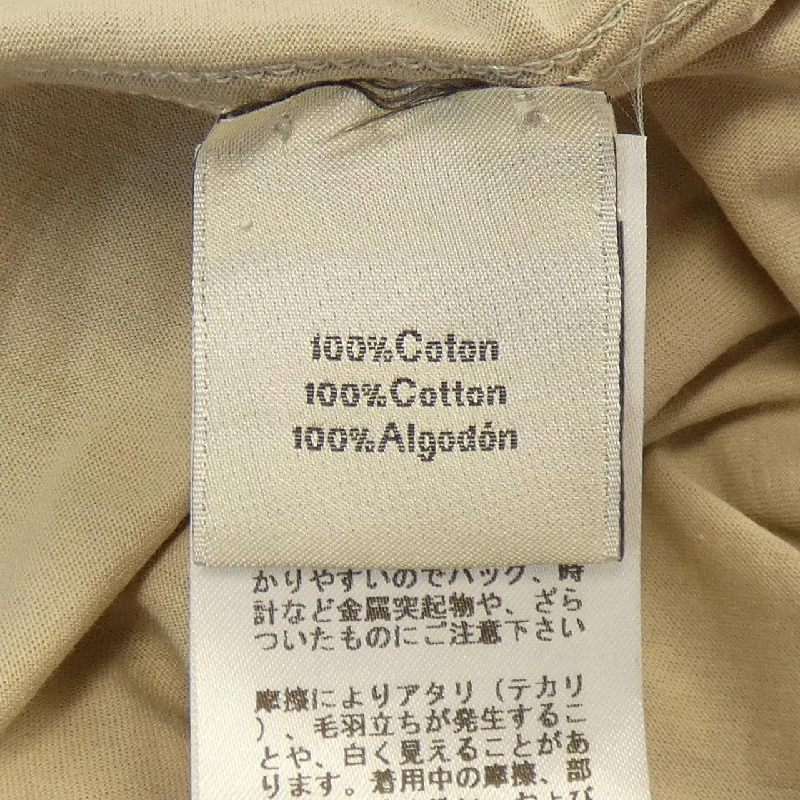 100%Coton
100%Cotton
100%Algodón
かりやすいのでバッグ、時
計など金属突起物や、ざら
ついたものにご注意下さい
摩擦によりアタリ（テカリ
）、毛羽立ちが発生するこ
とや、白く見えることがあ
ります。着用中の摩擦、部
および